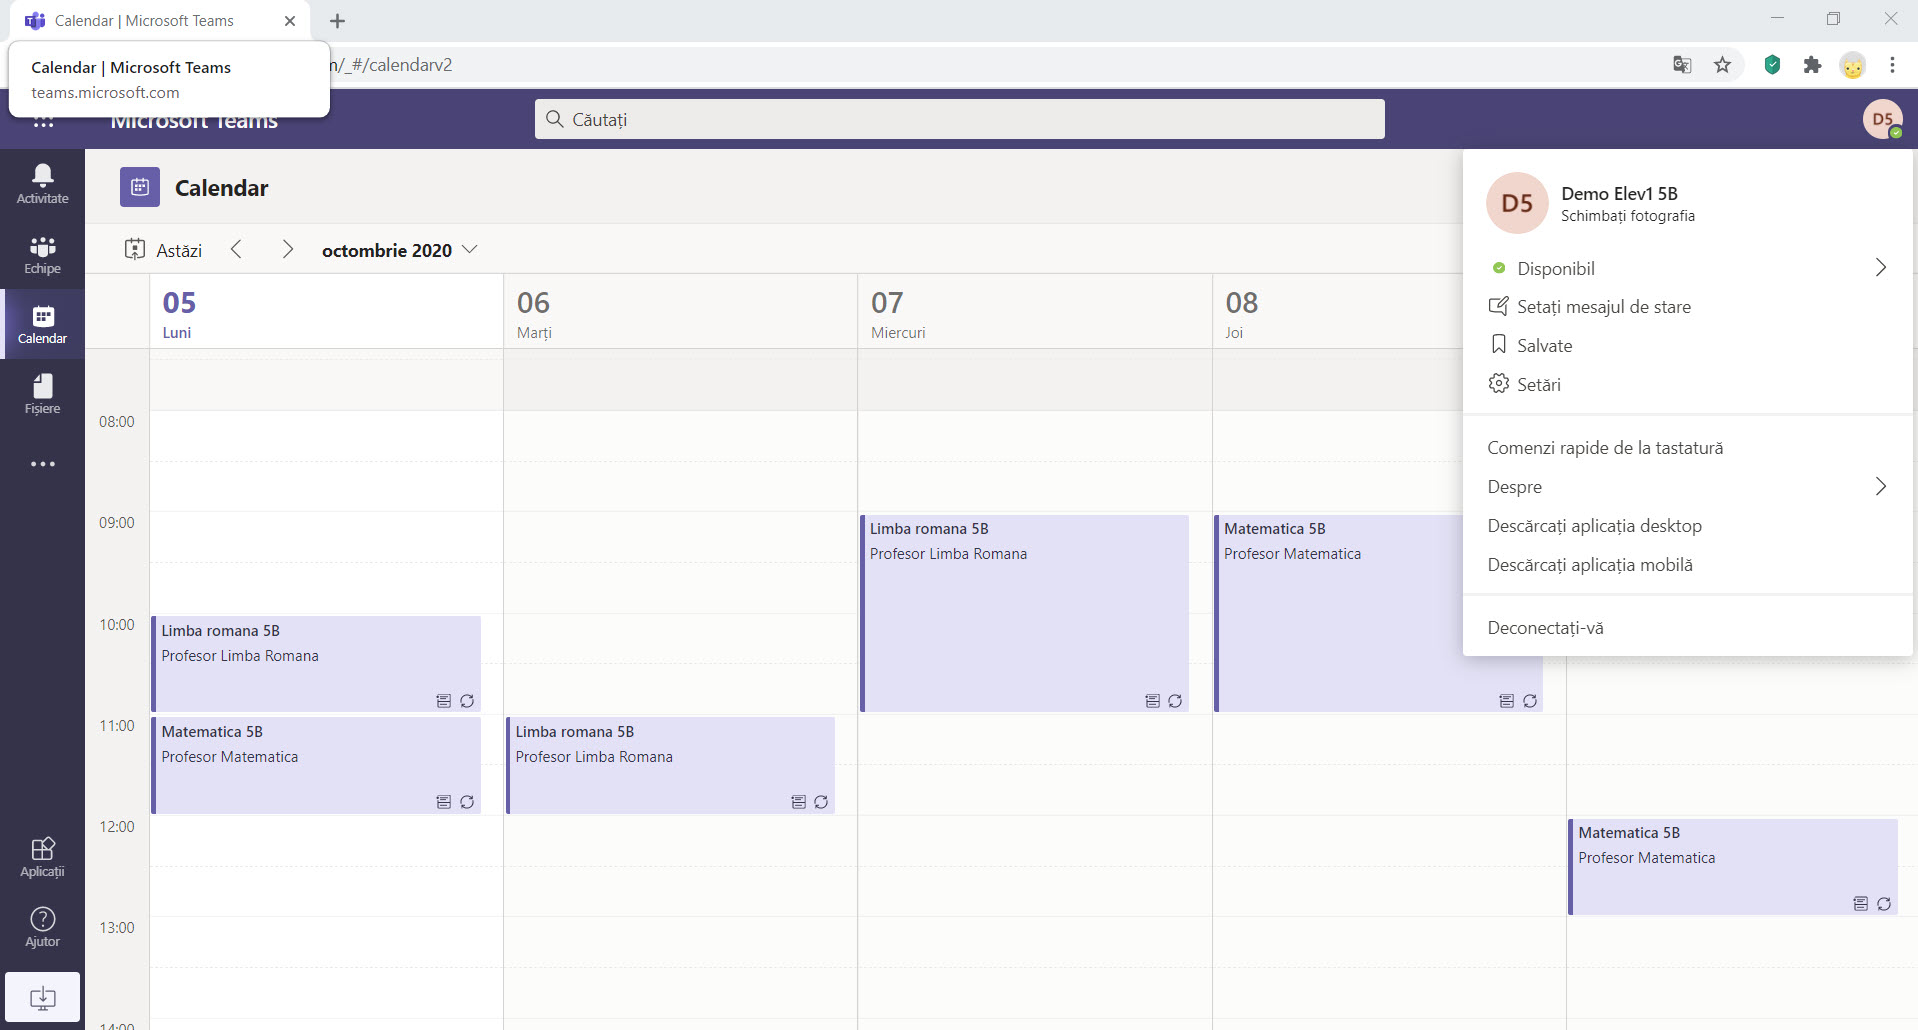 Calendar | Microsoft Teams
Calendar | Microsoft Teams
teams.microsoft.com
/_#/calendarv2
Microsoft Teams
Căutați
D5
Activitate
Echipe
Calendar
Fișiere
Aplicații
Ajutor
Calendar
Astăzi
octombrie 2020
05
Luni
06
Marți
07
Miercuri
08
Joi
08:00
09:00
10:00
11:00
12:00
13:00
14:00
Limba romana 5B
Profesor Limba Romana
Matematica 5B
Profesor Matematica
Limba romana 5B
Profesor Limba Romana
Limba romana 5B
Profesor Limba Romana
Matematica 5B
Profesor Matematica
Matematica 5B
Profesor Matematica
D5
Demo Elev1 5B
Schimbați fotografia
Disponibil
Setați mesajul de stare
Salvate
Setări
Comenzi rapide de la tastatură
Despre
Descărcați aplicația desktop
Descărcați aplicația mobilă
Deconectați-vă